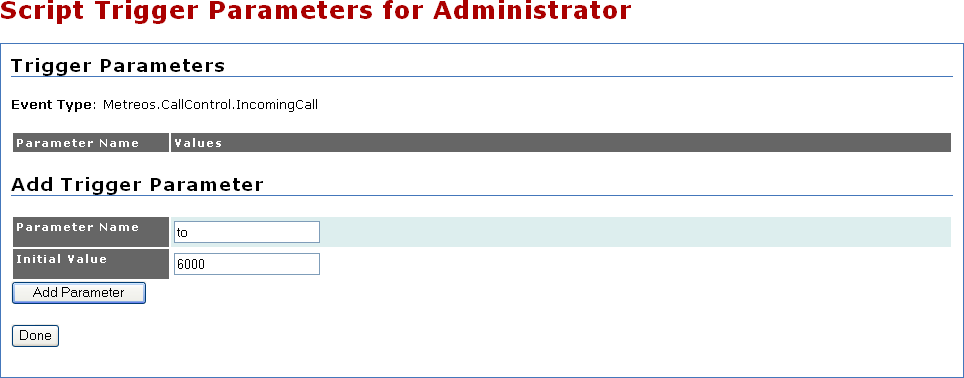 Script Trigger Parameters for Administrator
Trigger Parameters
Event Type: Metreos.CallControl.IncomingCall
Parameter Name Values
Add Trigger Parameter
Parameter Name to
Initial Value 6000
Add Parameter
Done